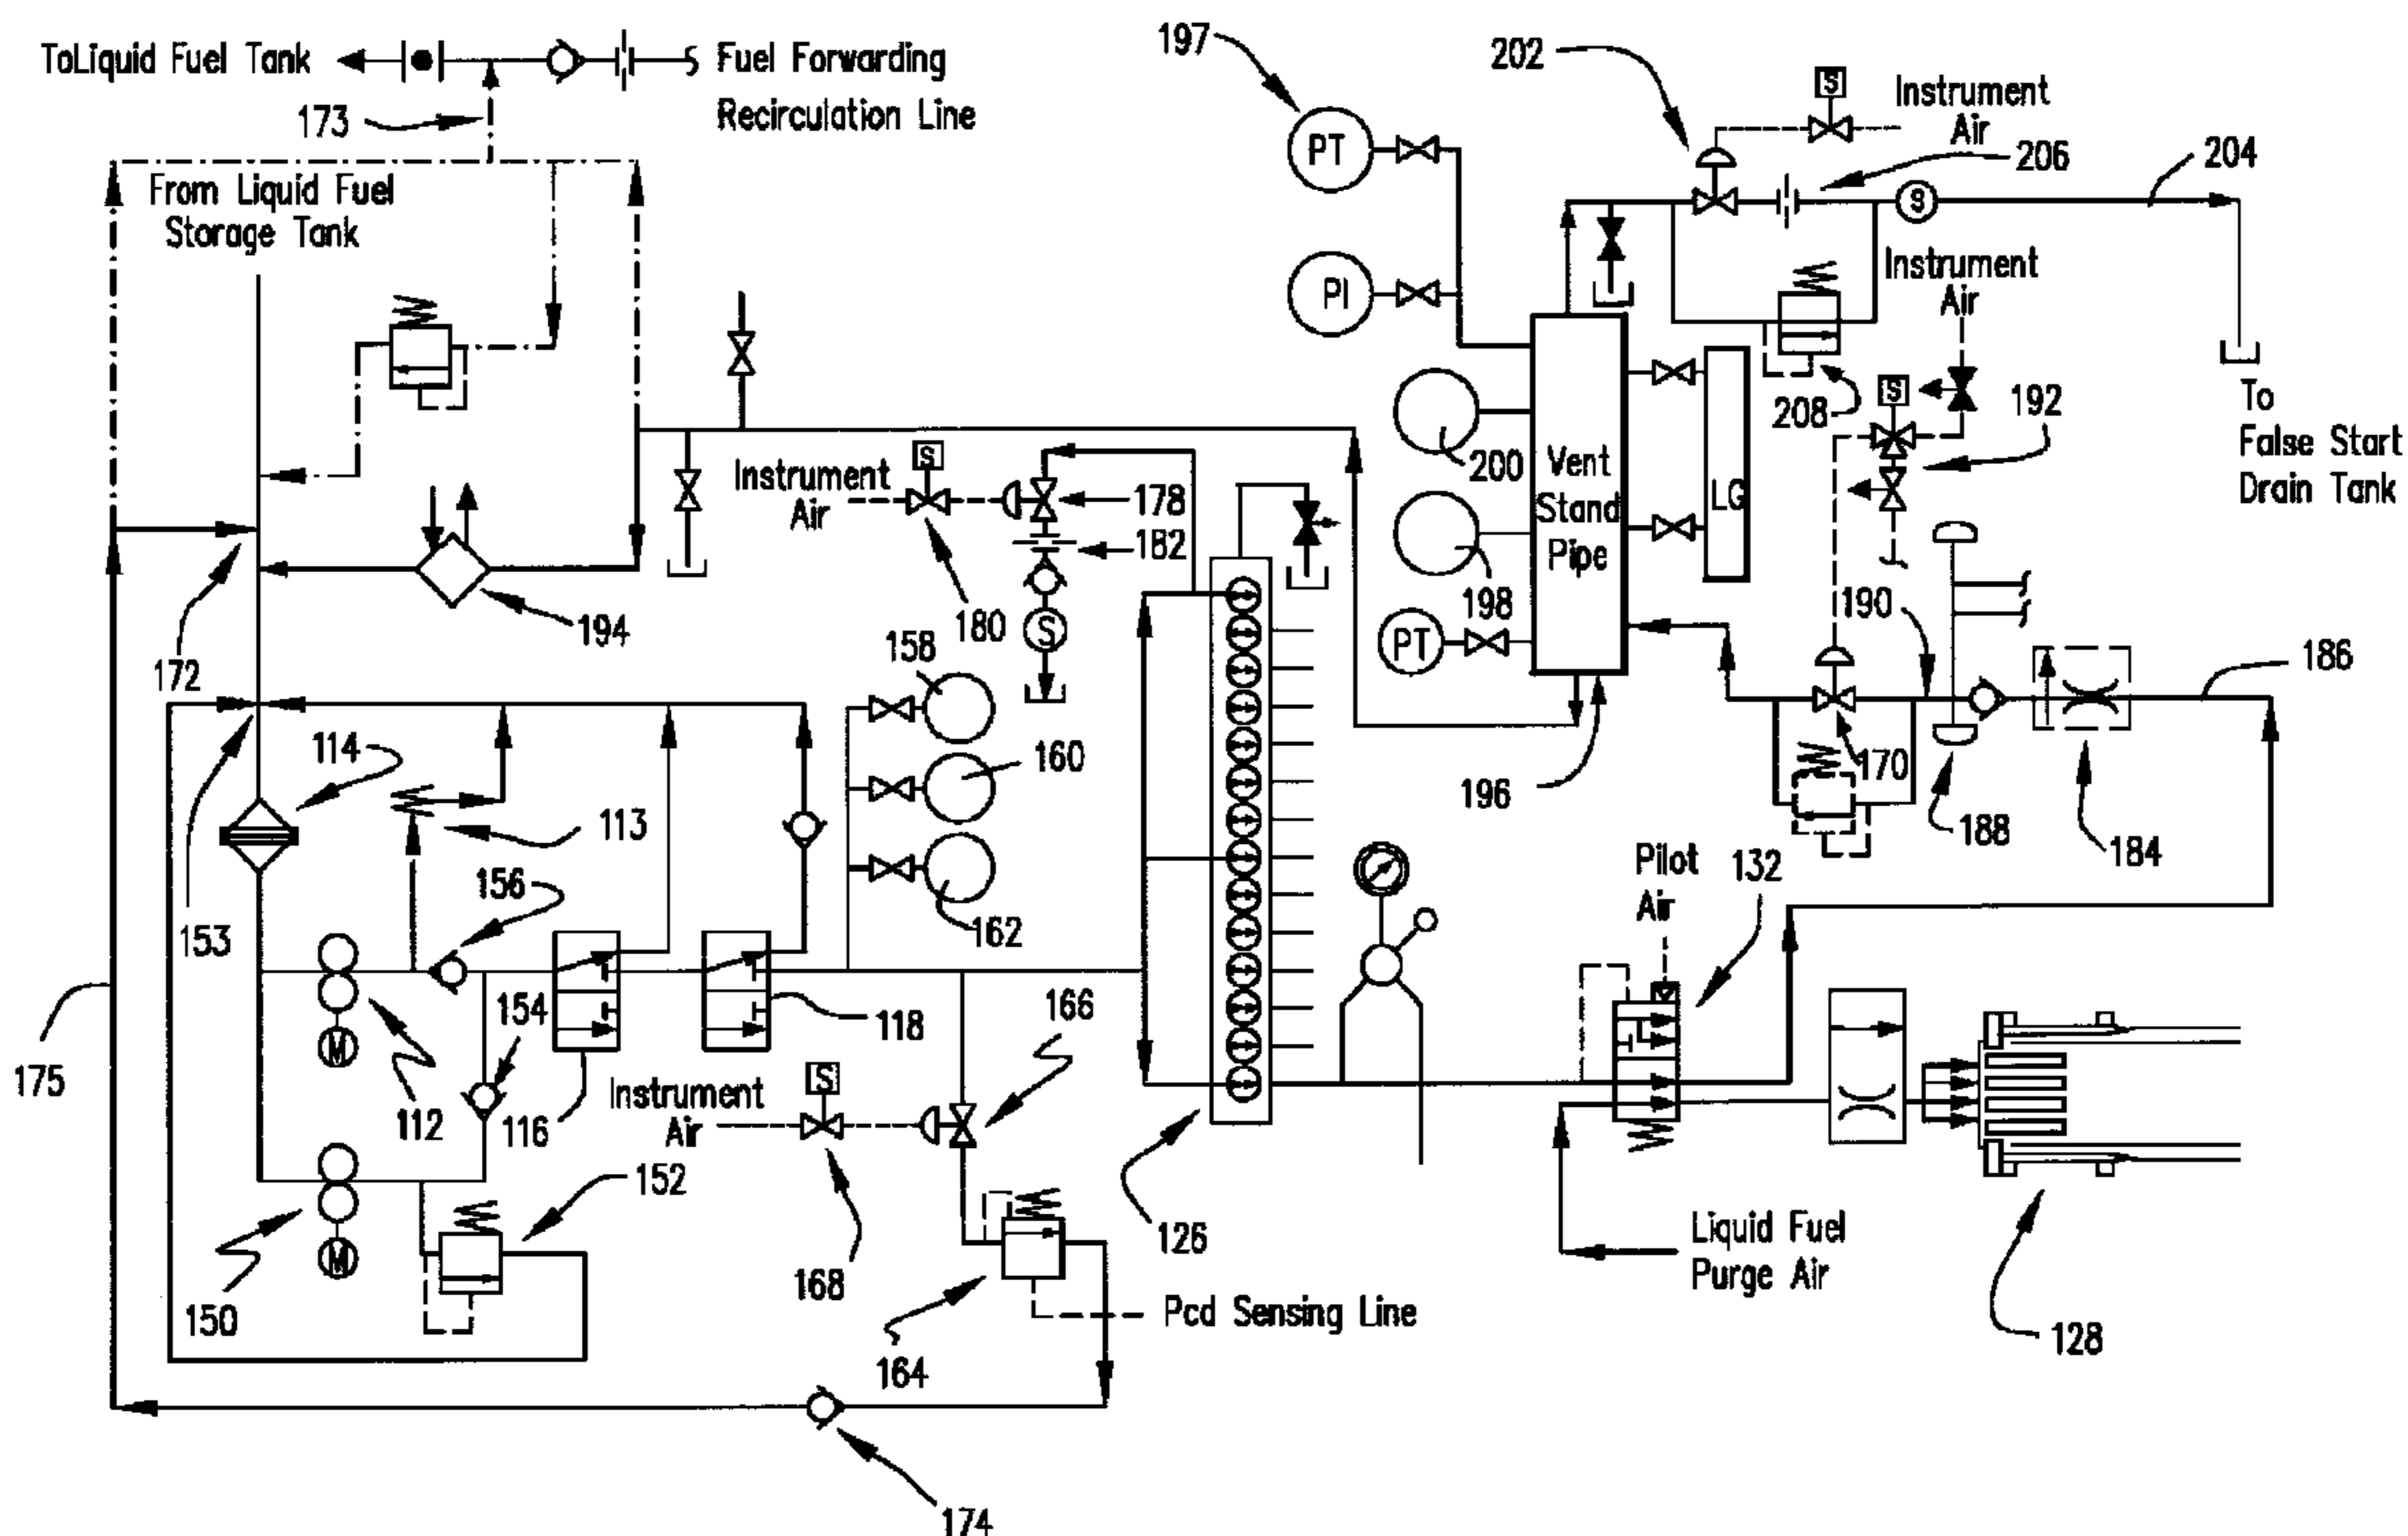 ToLiquid Fuel Tank
Fuel Forwarding
Recirculation Line
173
From Liquid Fuel
Storage Tank
197
202
S
Instrument
Air
206
204
PT
S
PI
Instrument
Air
208
S
192
To
False Start
Drain Tank
200
Vent
Stand
Pipe
LG
198
PT
196
Instrument
Air
S
178
182
180
S
194
172
190
186
170
188
184
158
160
162
114
113
153
156
154
175
112
M
116
118
166
Instrument
Air
S
168
150
M
152
164
Pcd Sensing Line
126
Pilot
Air
132
Liquid Fuel
Purge Air
128
174